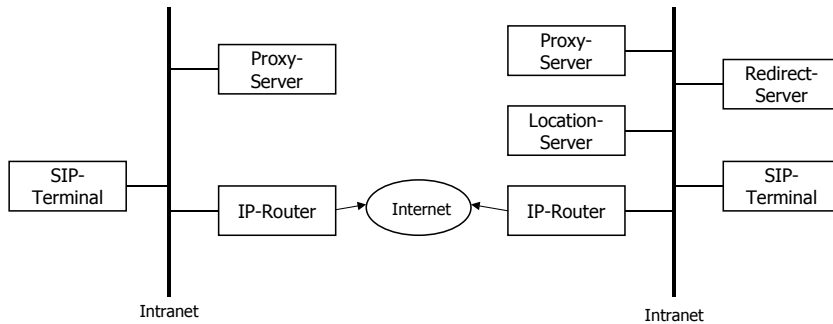 Proxy-
Server
SIP-
Terminal
IP-Router
Intranet
Internet
Proxy-
Server
Location-
Server
IP-Router
Redirect-
Server
SIP-
Terminal
Intranet